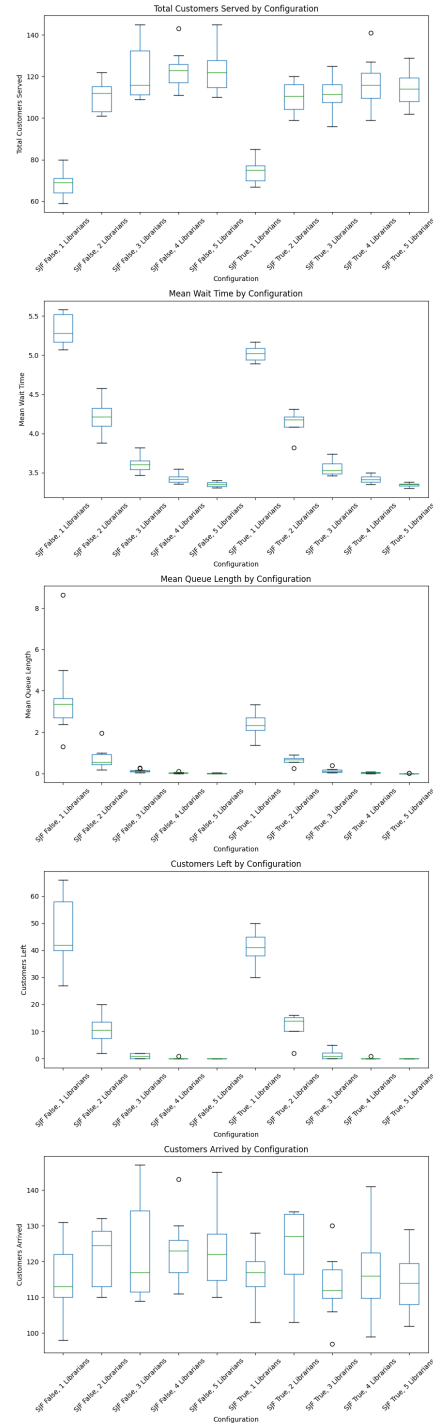 Total Customers Served by Configuration
Total Customers Served
140
120
100
80
60
SJF False, 1 Librarians
SJF False, 2 Librarians
SJF False, 3 Librarians
SJF False, 4 Librarians
SJF False, 5 Librarians
SJF True, 1 Librarians
SJF True, 2 Librarians
SJF True, 3 Librarians
SJF True, 4 Librarians
SJF True, 5 Librarians
Configuration
Mean Wait Time by Configuration
Mean Wait Time
5.5
5.0
4.5
4.0
3.5
SJF False, 1 Librarians
SJF False, 2 Librarians
SJF False, 3 Librarians
SJF False, 4 Librarians
SJF False, 5 Librarians
SJF True, 1 Librarians
SJF True, 2 Librarians
SJF True, 3 Librarians
SJF True, 4 Librarians
SJF True, 5 Librarians
Configuration
Mean Queue Length by Configuration
Mean Queue Length
8
6
4
2
0
SJF False, 1 Librarians
SJF False, 2 Librarians
SJF False, 3 Librarians
SJF False, 4 Librarians
SJF False, 5 Librarians
SJF True, 1 Librarians
SJF True, 2 Librarians
SJF True, 3 Librarians
SJF True, 4 Librarians
SJF True, 5 Librarians
Configuration
Customers Left by Configuration
Customers Left
60
50
40
30
20
10
0
SJF False, 1 Librarians
SJF False, 2 Librarians
SJF False, 3 Librarians
SJF False, 4 Librarians
SJF False, 5 Librarians
SJF True, 1 Librarians
SJF True, 2 Librarians
SJF True, 3 Librarians
SJF True, 4 Librarians
SJF True, 5 Librarians
Configuration
Customers Arrived by Configuration
Customers Arrived
140
130
120
110
100
SJF False, 1 Librarians
SJF False, 2 Librarians
SJF False, 3 Librarians
SJF False, 4 Librarians
SJF False, 5 Librarians
SJF True, 1 Librarians
SJF True, 2 Librarians
SJF True, 3 Librarians
SJF True, 4 Librarians
SJF True, 5 Librarians
Configuration